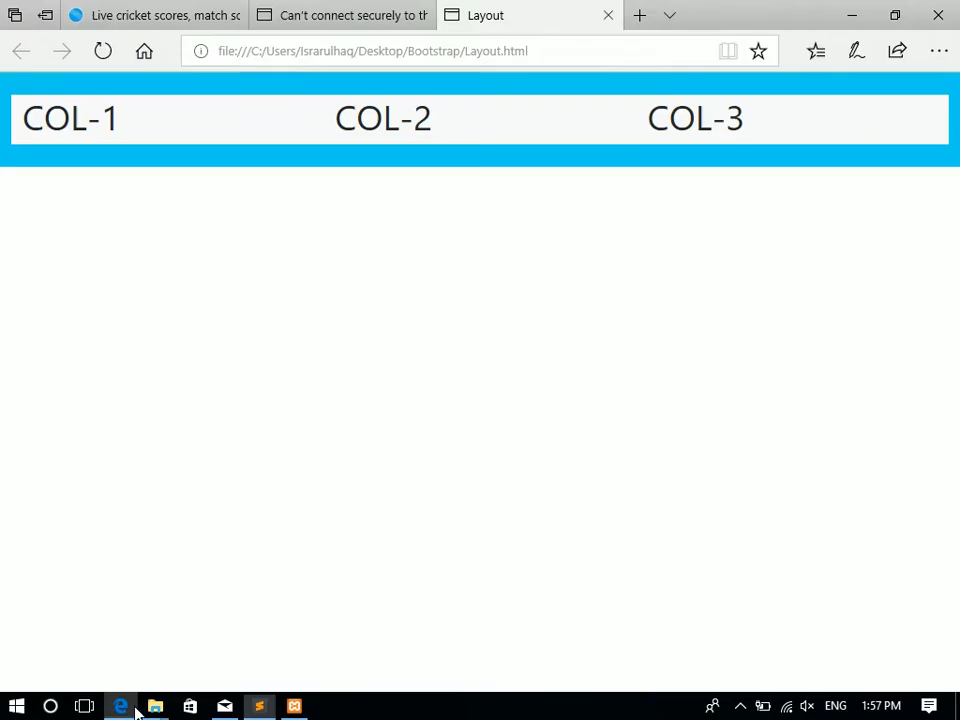 Live cricket scores, match sc
Can't connect securely to th
Layout
file:///C:/Users/Israrulhaq/Desktop/Bootstrap/Layout.html
COL-1 COL-2 COL-3
ENG 1:57 PM